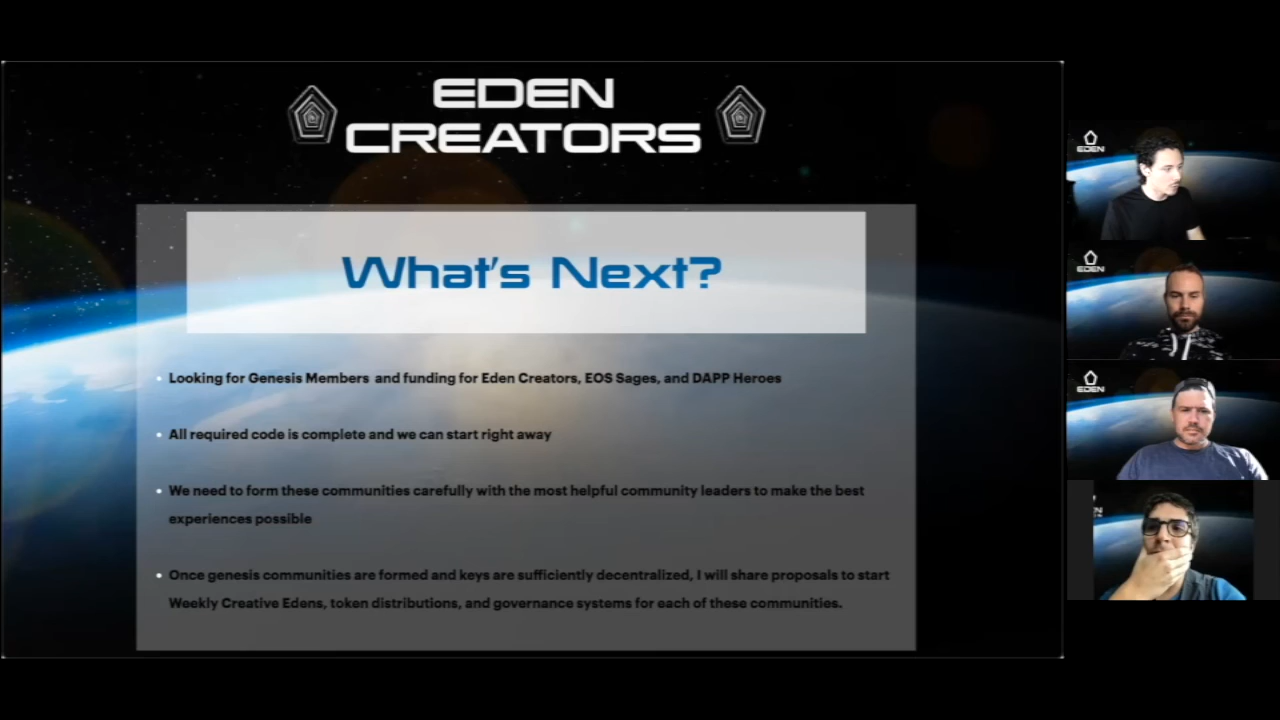 EDEN
CREATORS
What's Next?
Looking for Genesis Members and funding for Eden Creators, EOS Sages, and DAPP Heroes
All required code is complete and we can start right away
We need to form these communities carefully with the most helpful community leaders to make the best
experiences possible
Once genesis communities are formed and keys are sufficiently decentralized, I will share proposals to start
Weekly Creative Edens, token distributions, and governance systems for each of these communities.
EDEN
EDEN
EDEN